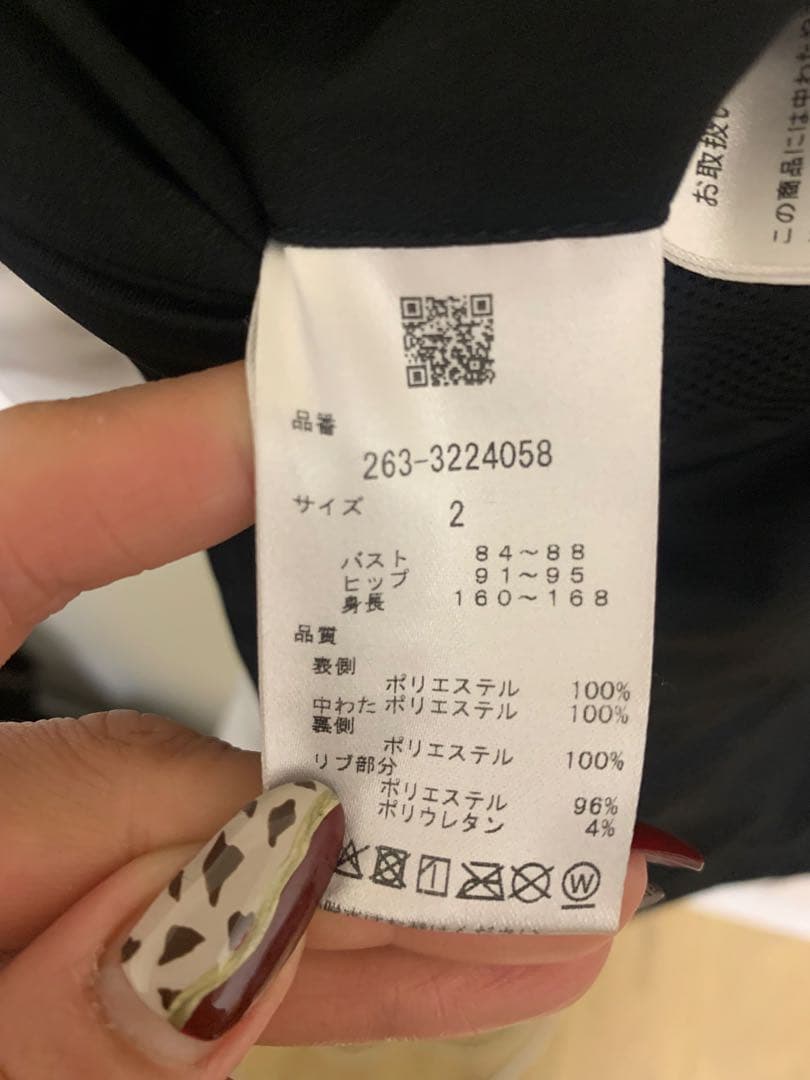 お取扱い
この商品には中わた
品番
263-3224058
サイズ 2
バスト 84～88
ヒップ 91～95
身長 160～168
品質
表側
ポリエステル 100%
中わた ポリエステル 100%
裏側
ポリエステル 100%
リブ部分
ポリエステル 96%
ポリウレタン 4%
W